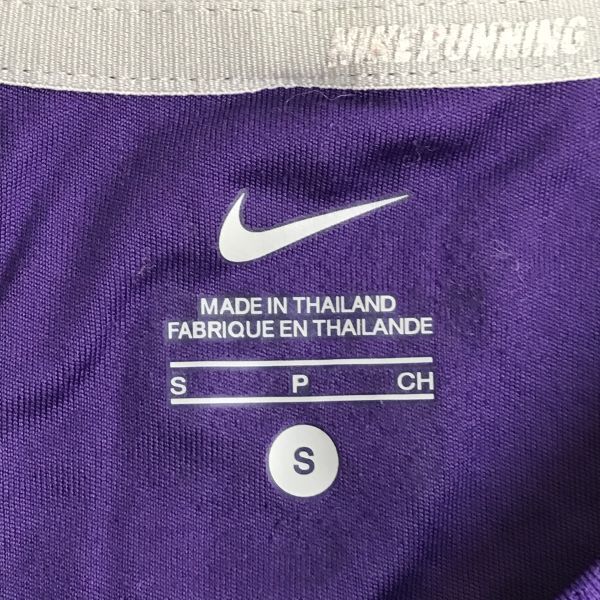 NIKE RUNNING
MADE IN THAILAND
FABRIQUE EN THAILANDE
S P CH
S